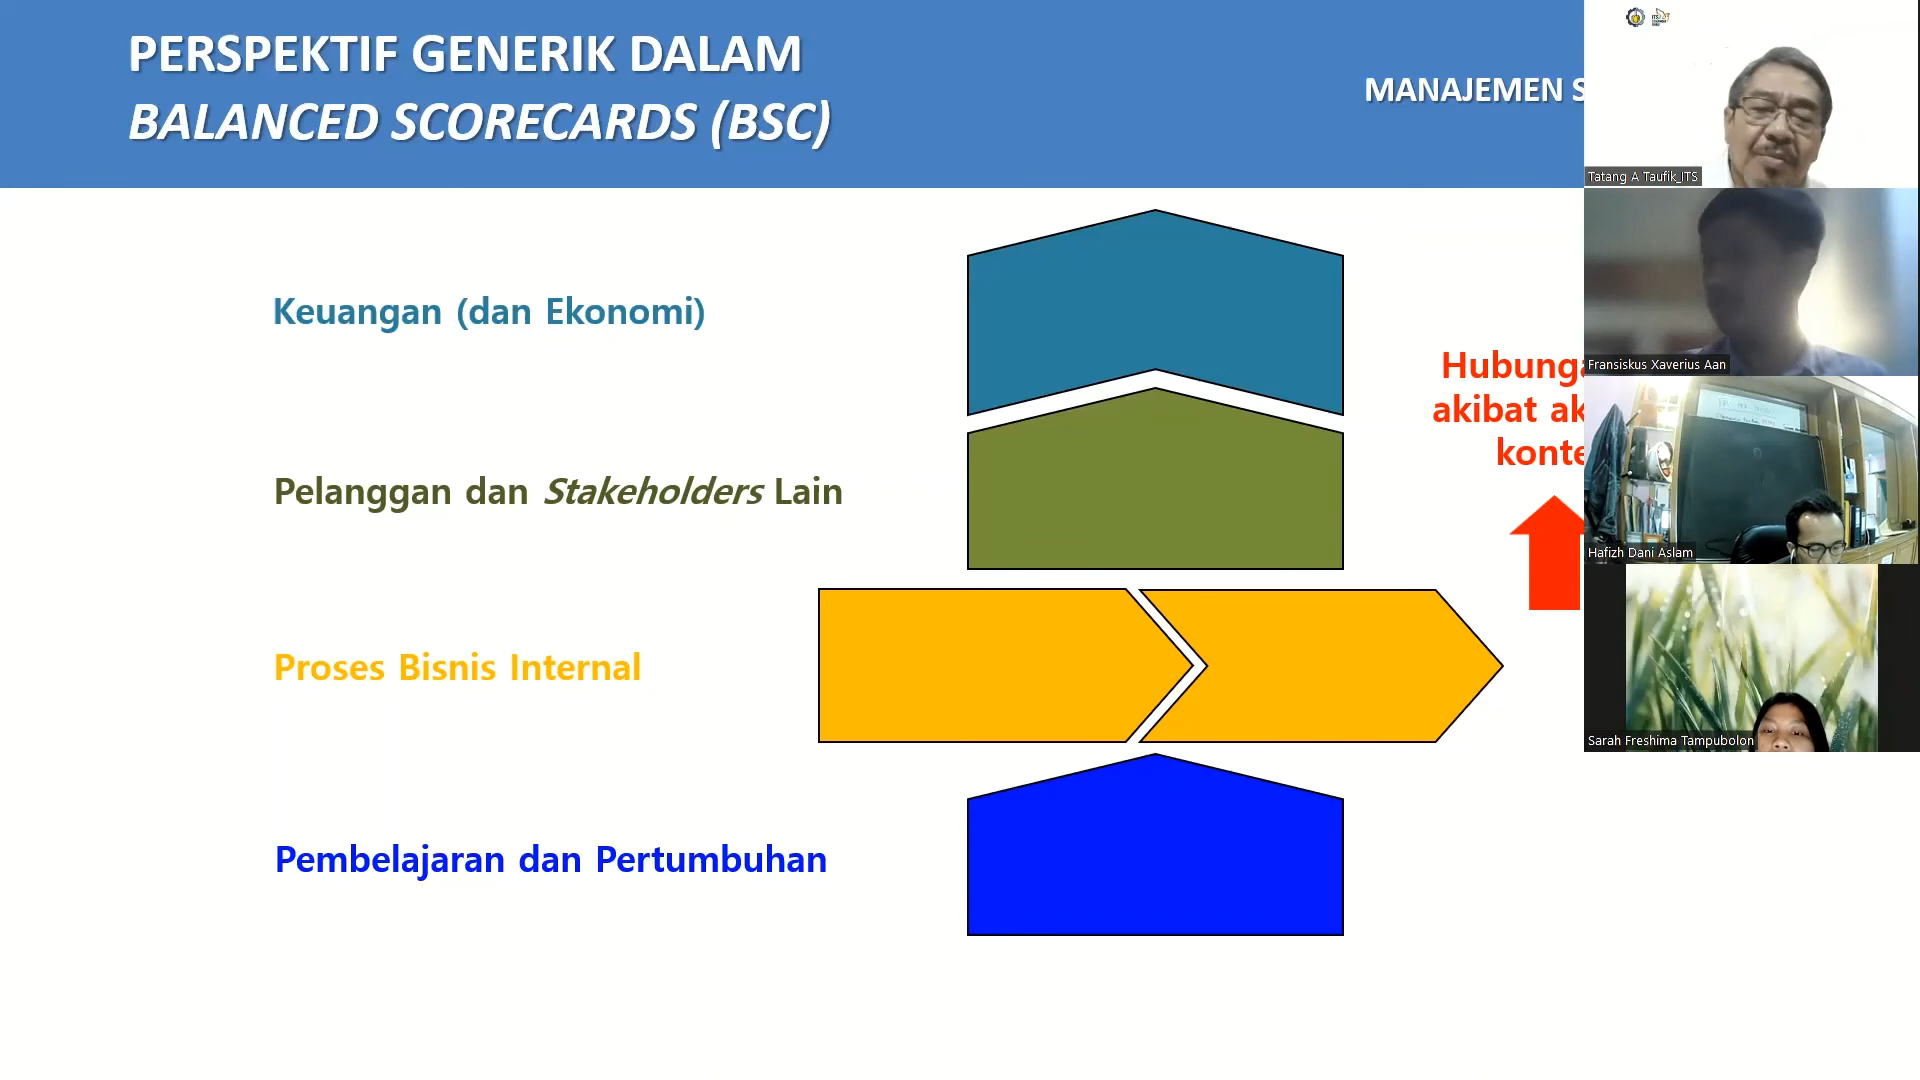 PERSPEKTIF GENERIK DALAM
BALANCED SCORECARDS (BSC)
MANAJEMEN S
Keuangan (dan Ekonomi)
Pelanggan dan Stakeholders Lain
Proses Bisnis Internal
Pembelajaran dan Pertumbuhan
Hubunga
akibat ak
konte
Tatang A Taufik_ITS
Fransiskus Xaverius Aan
Hafizh Dani Aslam
Sarah Freshima Tampubolon